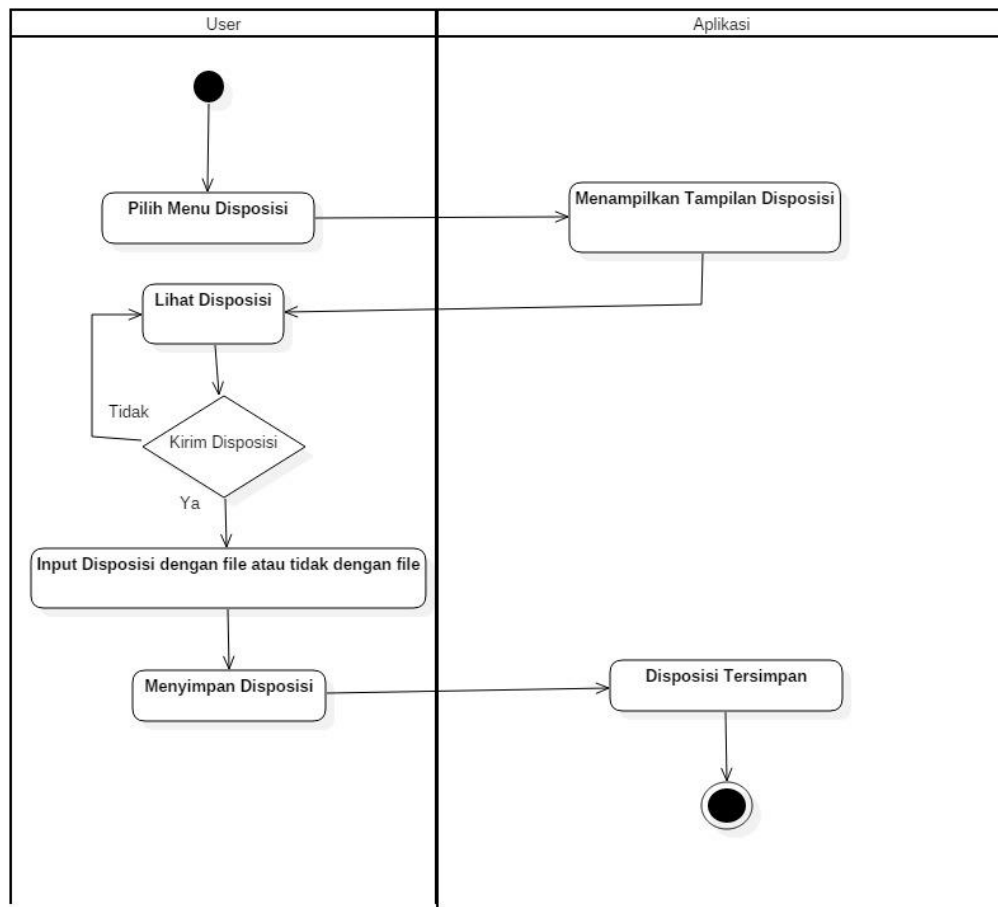 User
Aplikasi
Pilih Menu Disposisi
Menampilkan Tampilan Disposisi
Lihat Disposisi
Tidak
Kirim Disposisi
Ya
Input Disposisi dengan file atau tidak dengan file
Menyimpan Disposisi
Disposisi Tersimpan